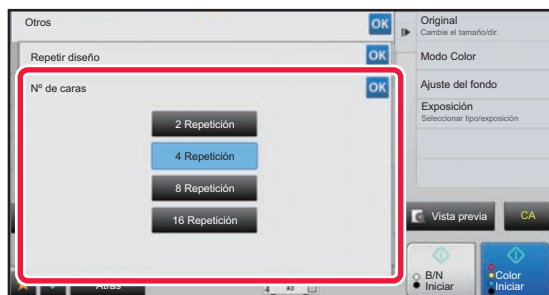 Otros
OK
Repetir diseño
OK
Nº de caras
OK
2 Repetición
4 Repetición
8 Repetición
16 Repetición
Atrás
Original
Cambie el tamaño/dir.
Modo Color
Ajuste del fondo
Exposición
Seleccionar tipo/exposición
Vista previa
CA
B/N
Iniciar
Color
Iniciar